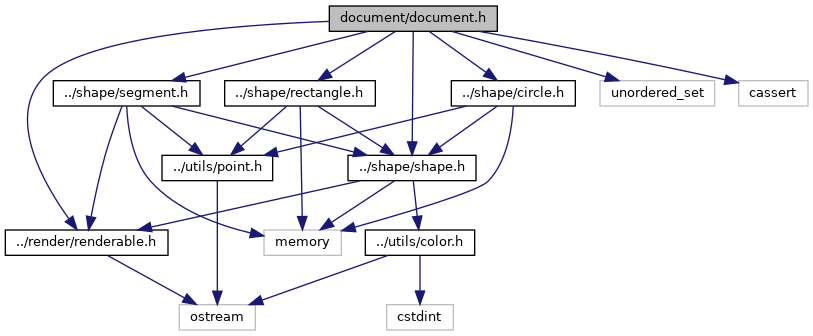 document/document.h
../shape/segment.h
../shape/rectangle.h
../shape/circle.h
unordered_set
cassert
../utils/point.h
../shape/shape.h
../render/renderable.h
memory
../utils/color.h
ostream
cstdint